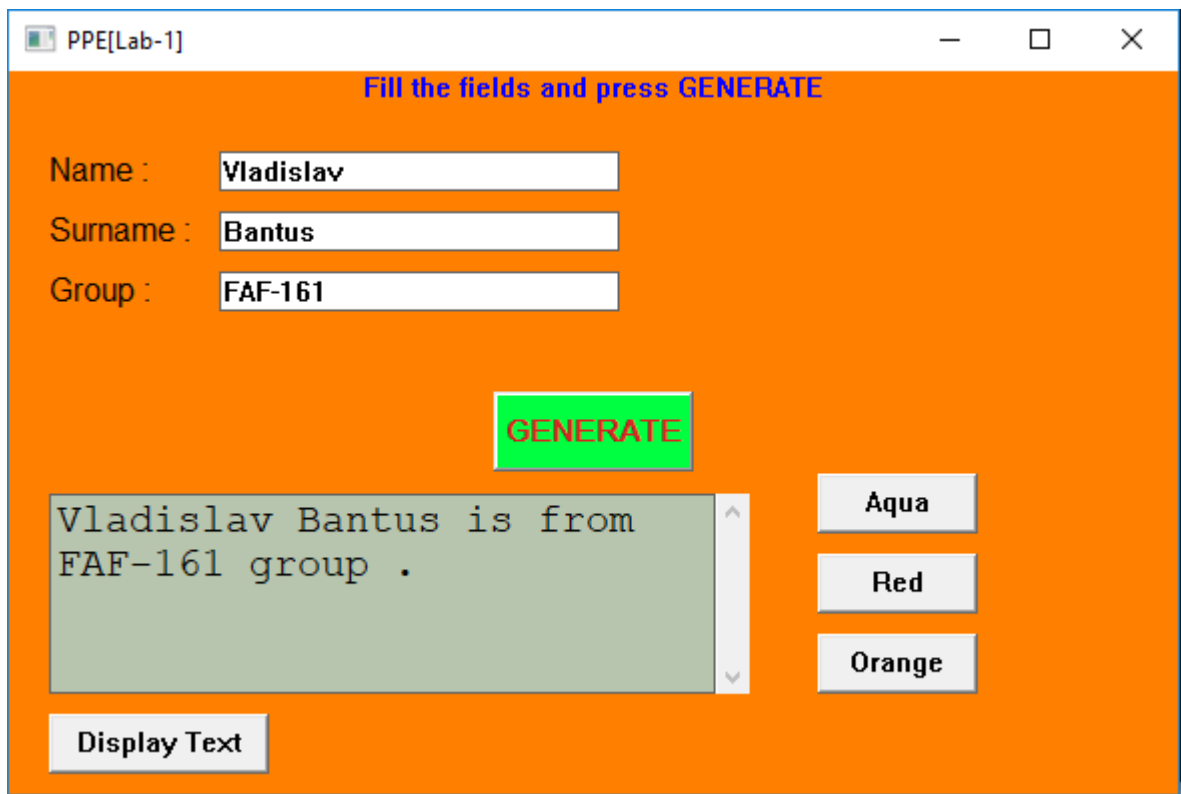 PPE[Lab-1]
Fill the fields and press GENERATE
Name :
Vladislav
Surname :
Bantus
Group :
FAF-161
GENERATE
Vladislav Bantus is from
FAF-161 group .
Aqua
Red
Orange
Display Text